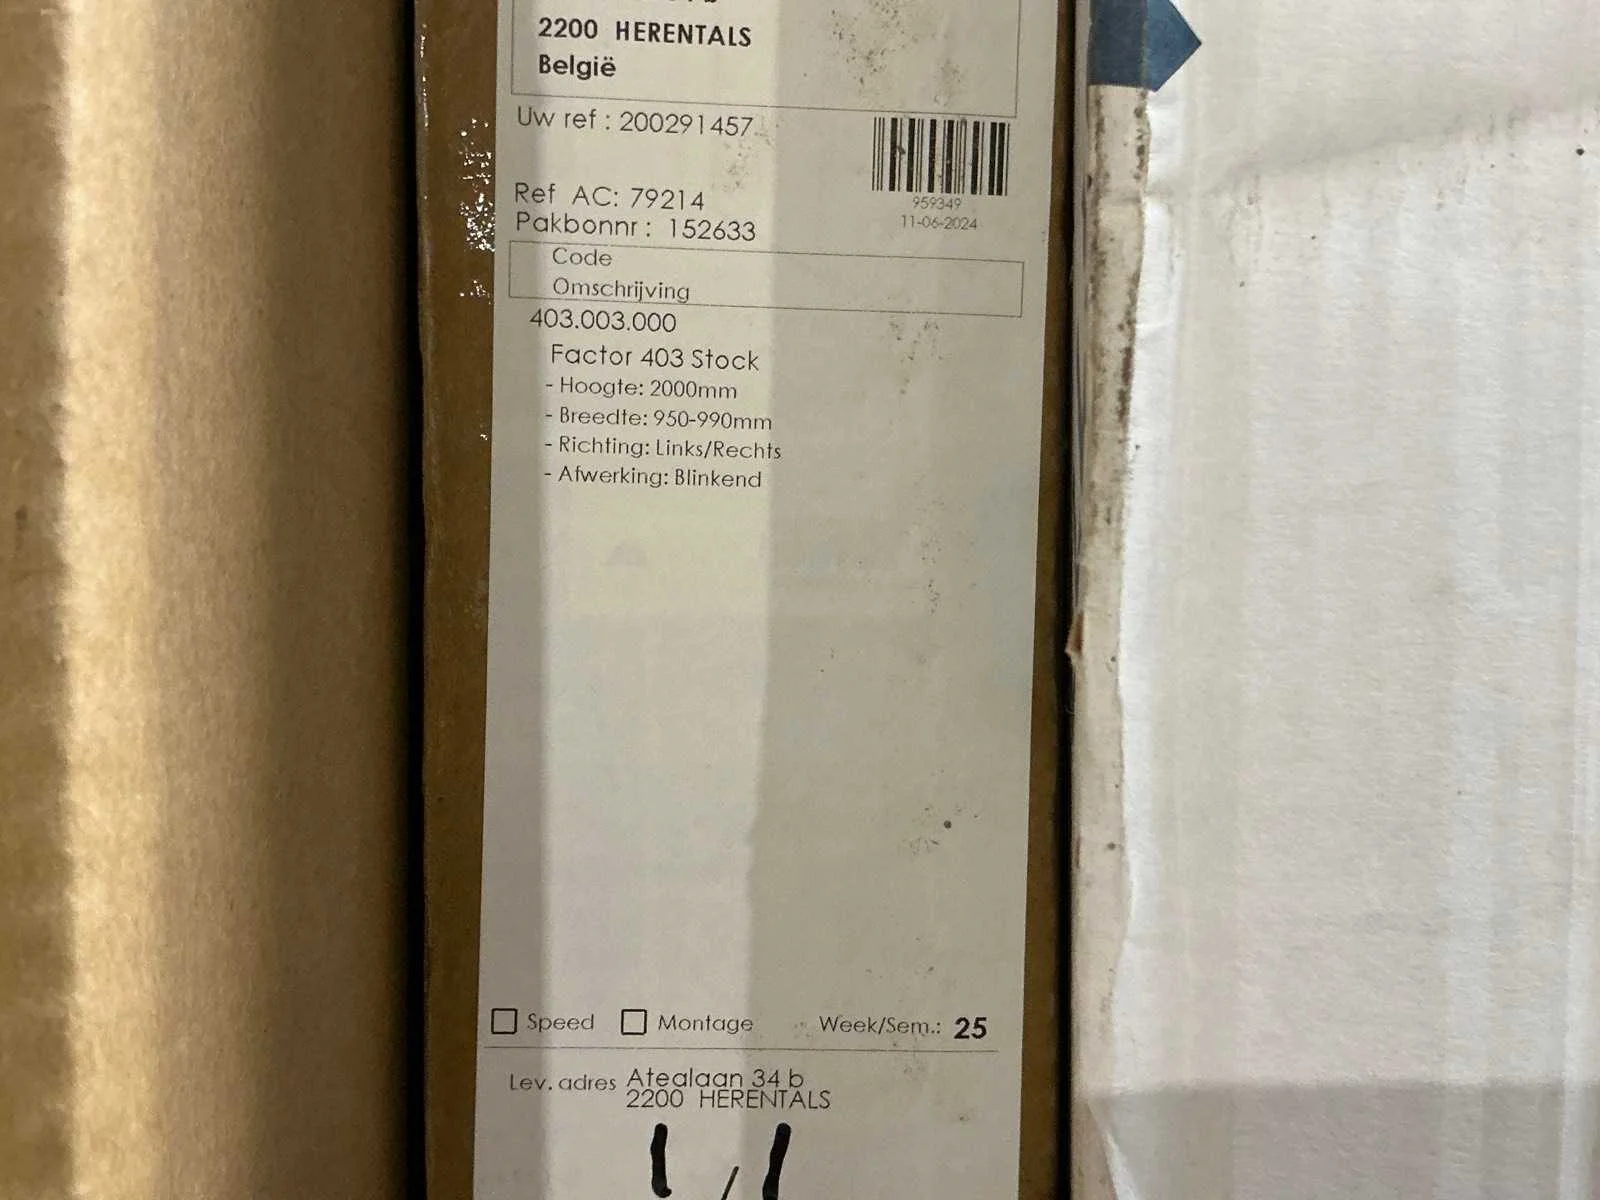 2200 HERENTALS
België
Uw ref : 200291457
959349
11-06-2024
Ref AC: 79214
Pakbonnr : 152633
Code
Omschrijving
403.003.000
Factor 403 Stock
- Hoogte: 2000mm
- Breedte: 950-990mm
- Richting: Links/Rechts
- Afwerking: Blinkend
Speed Montage Week/Sem.: 25
Lev. adres Atealaan 34 b
2200 HERENTALS
1/1